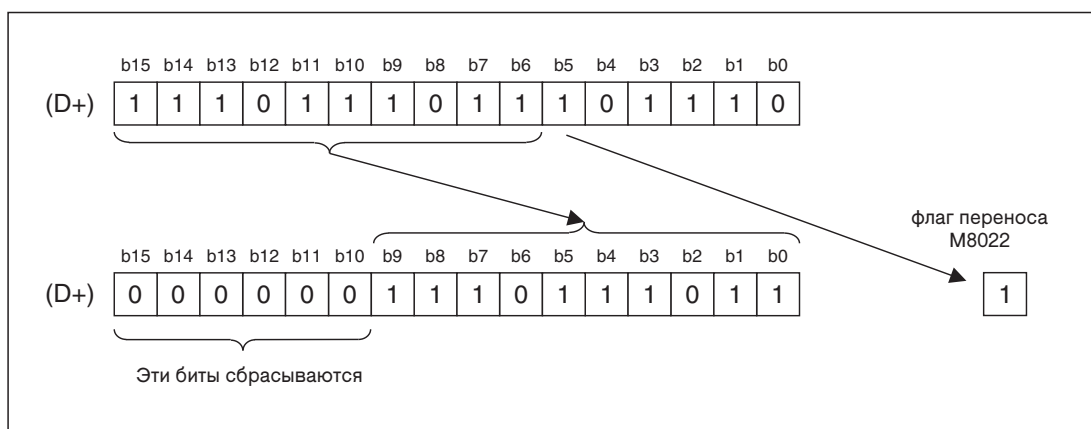 b15 b14 b13 b12 b11 b10 b9 b8 b7 b6 b5 b4 b3 b2 b1 b0
(D+) 1 1 1 0 1 1 1 0 1 1 1 0 1 1 1 0
флаг переноса
M8022
b15 b14 b13 b12 b11 b10 b9 b8 b7 b6 b5 b4 b3 b2 b1 b0
(D+) 0 0 0 0 0 0 1 1 1 0 1 1 1 0 1 1 1
Эти биты сбрасываются